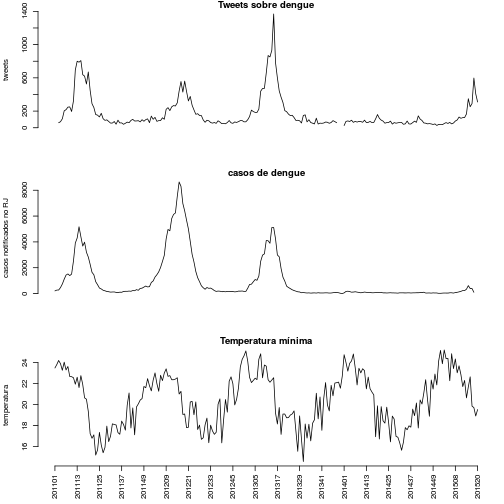 Tweets sobre dengue
tweets
0 200 600 1000 1400
casos de dengue
casos notificados no RJ
0 2000 4000 6000 8000
Temperatura mínima
temperatura
16 18 20 22 24
201101 201113 201125 201137 201149 201209 201221 201233 201245 201305 201317 201329 201341 201401 201413 201425 201437 201449 201508 201520